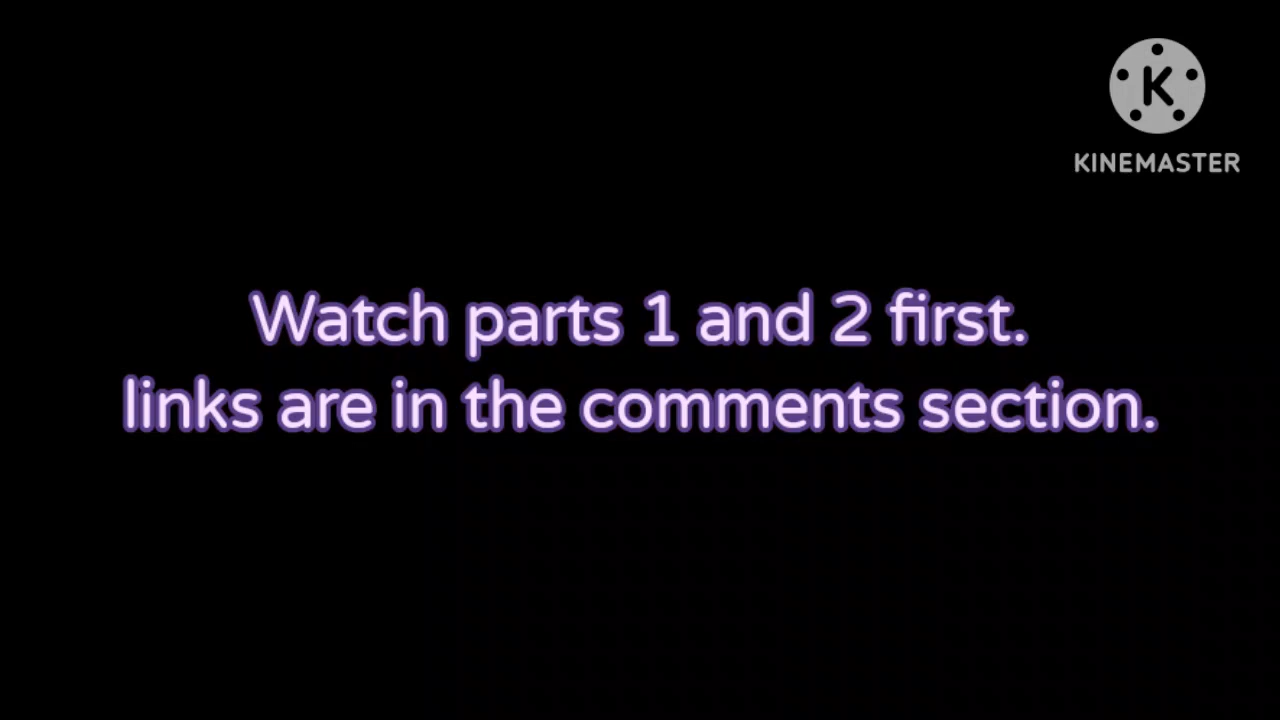 K
KINEMASTER
Watch parts 1 and 2 first.
links are in the comments section.